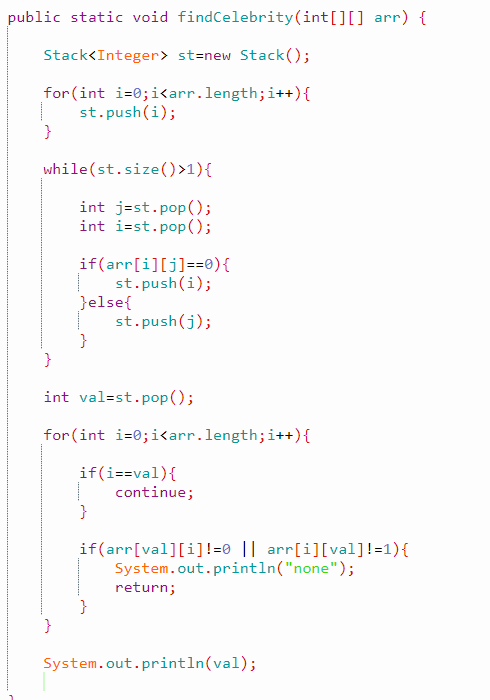 public static void findCelebrity(int[][] arr) {
Stack<Integer> st=new Stack();
for(int i=0;i<arr.length;i++){
st.push(i);
}
while(st.size()>1){
int j=st.pop();
int i=st.pop();
if(arr[i][j]==0){
st.push(i);
}else{
st.push(j);
}
}
int val=st.pop();
for(int i=0;i<arr.length;i++){
if(i==val){
continue;
}
if(arr[val][i]!=0 || arr[i][val]!=1){
System.out.println("none");
return;
}
}
System.out.println(val);
}